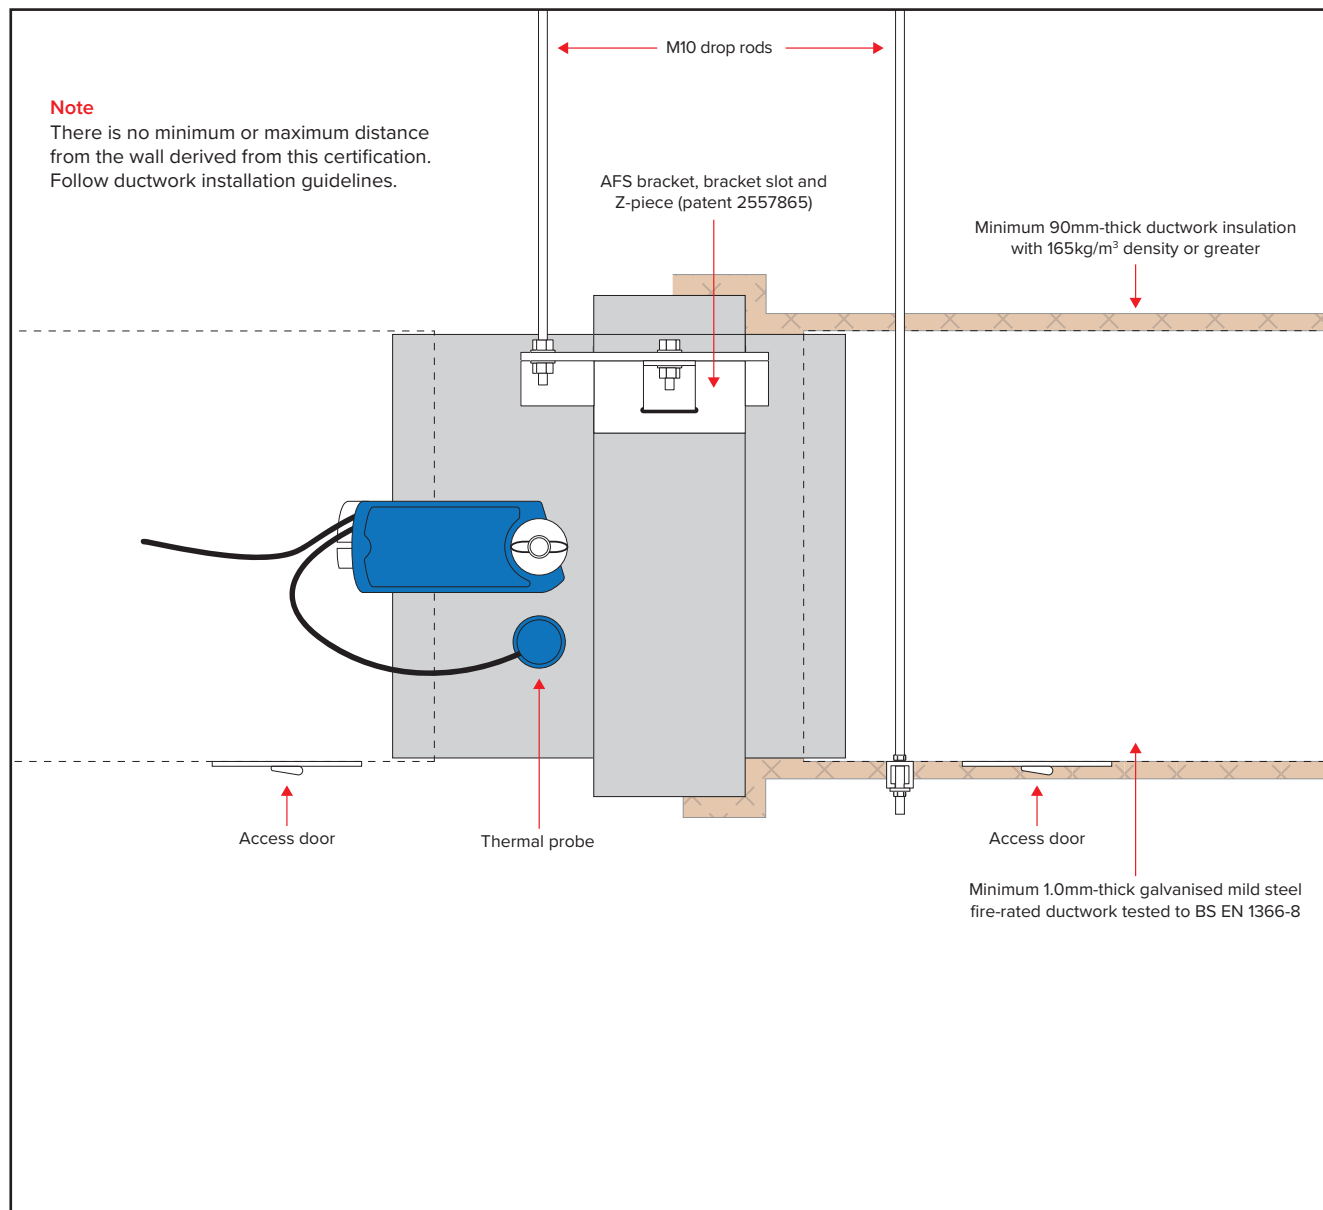 M10 drop rods
Note
There is no minimum or maximum distance
from the wall derived from this certification.
Follow ductwork installation guidelines.
AFS bracket, bracket slot and
Z-piece (patent 2557865)
Minimum 90mm-thick ductwork insulation
with 165kg/m³ density or greater
Access door
Thermal probe
Access door
Minimum 1.0mm-thick galvanised mild steel
fire-rated ductwork tested to BS EN 1366-8